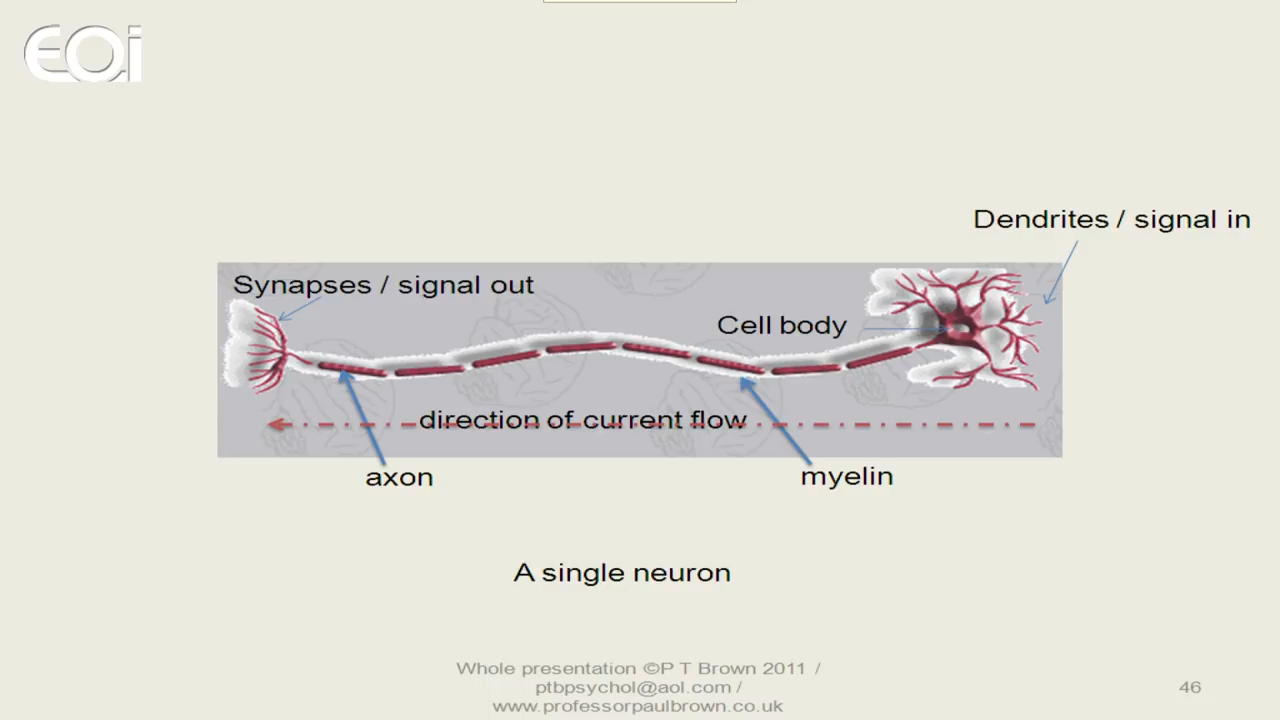 EQi
Dendrites / signal in
Synapses / signal out
Cell body
direction of current flow
axon
myelin
A single neuron
Whole presentation ©P T Brown 2011 /
ptbpsychol@aol.com /
www.professorpaulbrown.co.uk
46